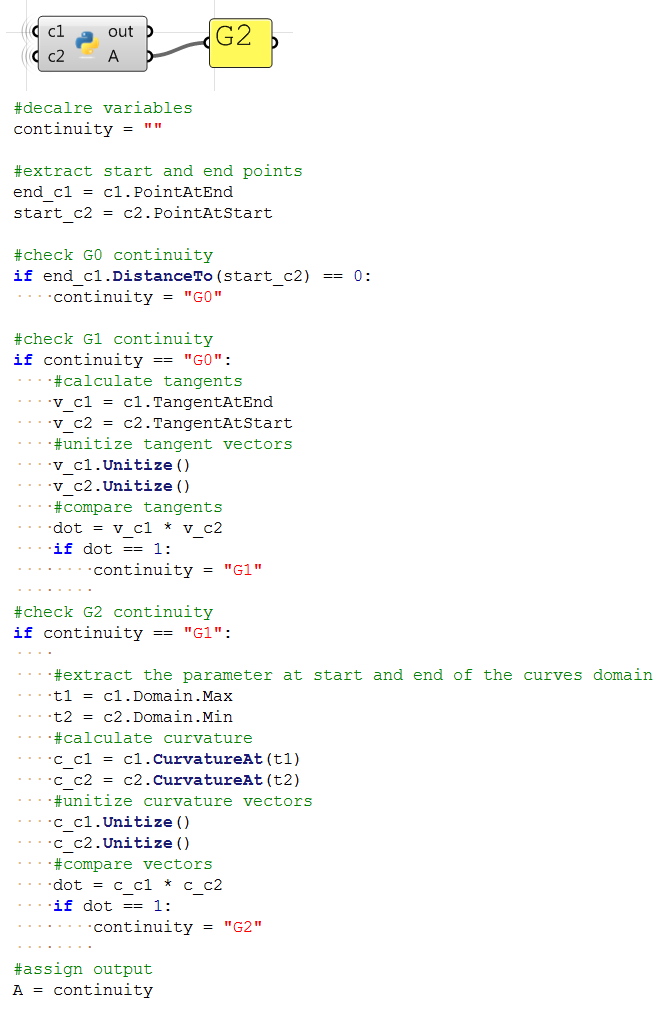 c1 out G2
c2 A
#decalre variables
continuity = ""
#extract start and end points
end_c1 = c1.PointAtEnd
start_c2 = c2.PointAtStart
#check G0 continuity
if end_c1.DistanceTo(start_c2) == 0:
    continuity = "G0"
#check G1 continuity
if continuity == "G0":
    #calculate tangents
    v_c1 = c1.TangentAtEnd
    v_c2 = c2.TangentAtStart
    #unitize tangent vectors
    v_c1.Unitize()
    v_c2.Unitize()
    #compare tangents
    dot = v_c1 * v_c2
    if dot == 1:
        continuity = "G1"
#check G2 continuity
if continuity == "G1":
    #extract the parameter at start and end of the curves domain
    t1 = c1.Domain.Max
    t2 = c2.Domain.Min
    #calculate curvature
    c_c1 = c1.CurvatureAt(t1)
    c_c2 = c2.CurvatureAt(t2)
    #unitize curvature vectors
    c_c1.Unitize()
    c_c2.Unitize()
    #compare vectors
    dot = c_c1 * c_c2
    if dot == 1:
        continuity = "G2"
#assign output
A = continuity